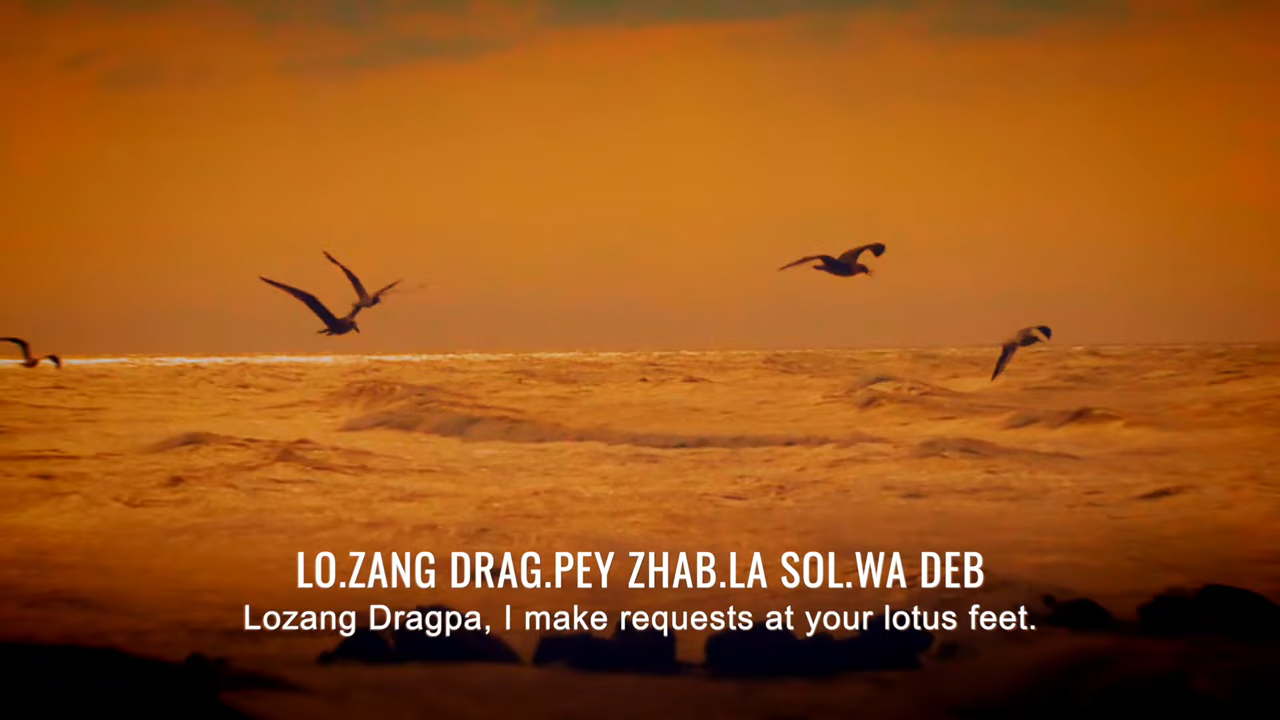 LO.ZANG DRAG.PEY ZHAB.LA SOL.WA DEB
Lozang Dragpa, I make requests at your lotus feet.